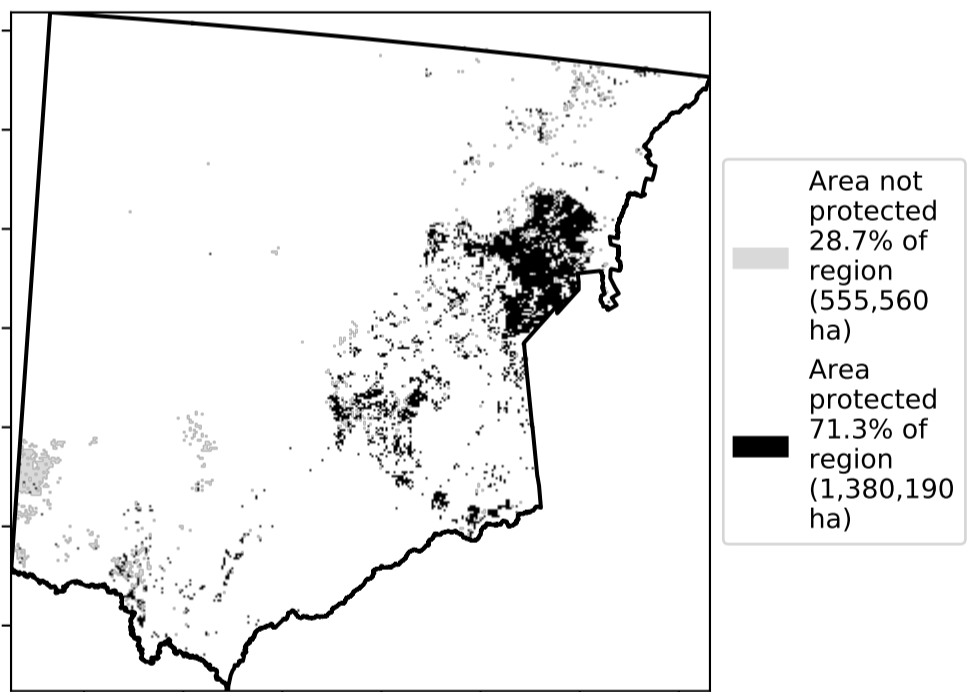 Area not
protected
28.7% of
region
(555,560
ha)
Area
protected
71.3% of
region
(1,380,190
ha)